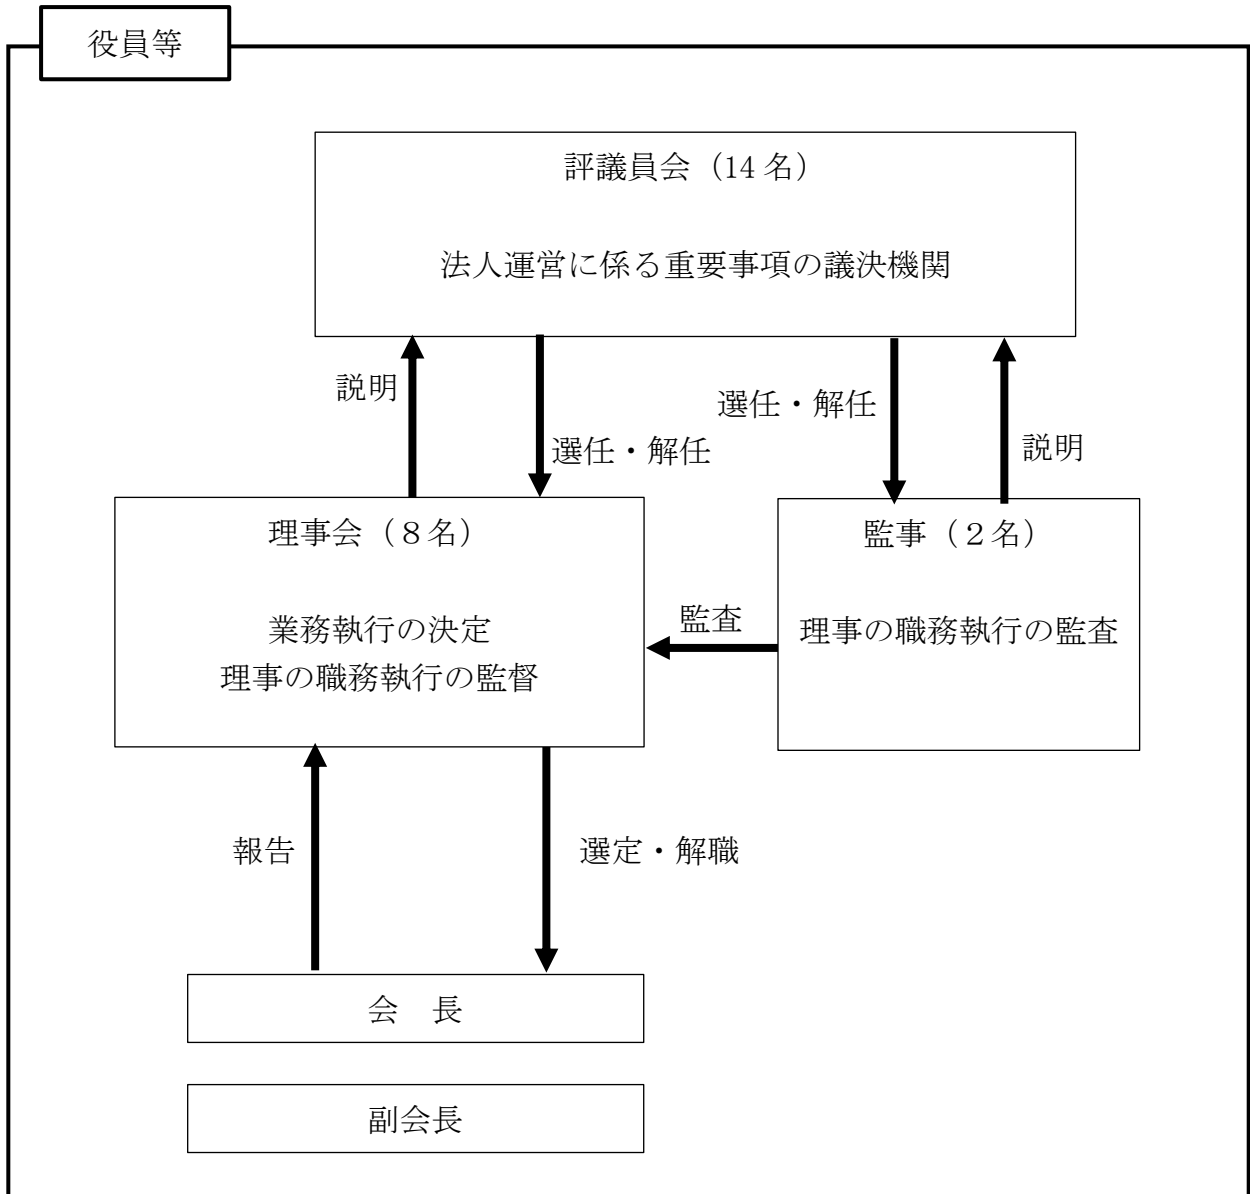 役員等
評議員会（14 名）
法人運営に係る重要事項の議決機関
説明
選任・解任
選任・解任
説明
理事会（８名）
業務執行の決定
理事の職務執行の監督
監査
監事（２名）
理事の職務執行の監査
報告
選定・解職
会　長
副会長